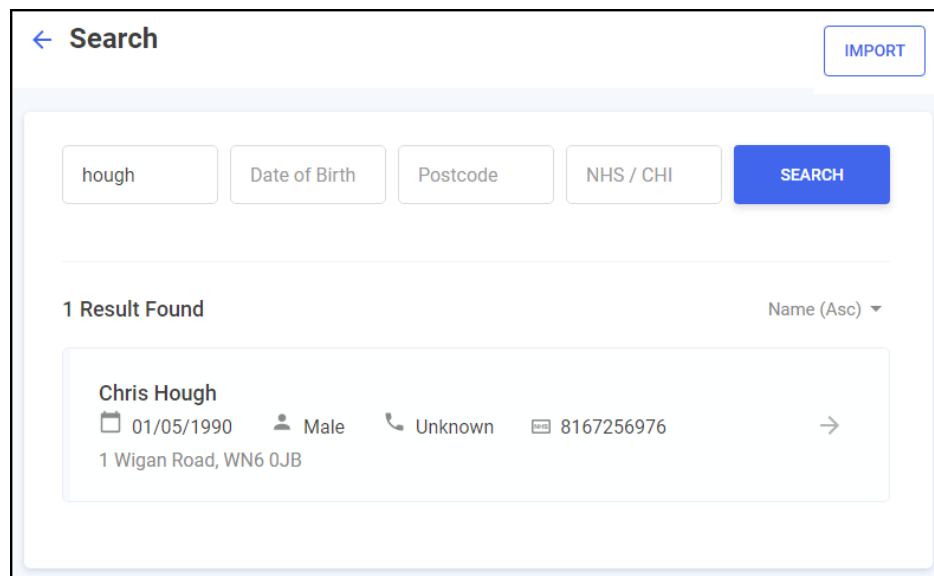 Search
IMPORT
hough Date of Birth Postcode NHS / CHI SEARCH
1 Result Found Name (Asc)
Chris Hough
01/05/1990 Male Unknown NHS 8167256976
1 Wigan Road, WN6 0JB